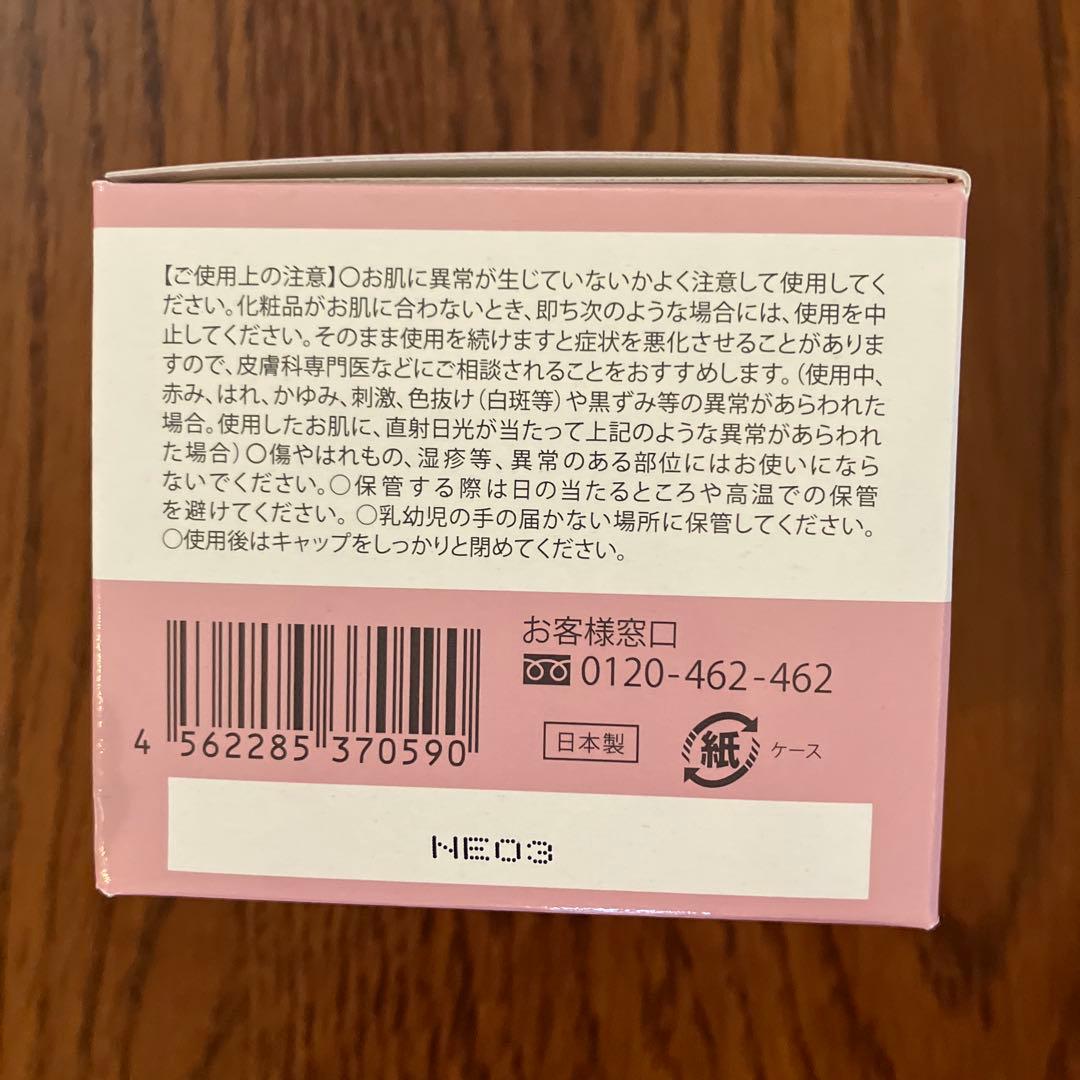 【ご使用上の注意】○お肌に異常が生じていないかよく注意して使用してく
ださい。化粧品がお肌に合わないとき、即ち次のような場合には、使用を中
止してください。そのまま使用を続けますと症状を悪化させることがありま
すので、皮膚科専門医などにご相談されることをおすすめします。（使用中、
赤み、はれ、かゆみ、刺激、色抜け（白斑等）や黒ずみ等の異常があらわれた
場合。使用したお肌に、直射日光が当たって上記のような異常があらわれ
た場合）○傷やはれもの、湿疹等、異常のある部位にはお使いになら
ないでください。○保管する際は日の当たるところや高温での保管
を避けてください。○乳幼児の手の届かない場所に保管してください。
○使用後はキャップをしっかりと閉めてください。
お客様窓口
0120-462-462
4 562285 370590
日本製
紙 ケース
NE03